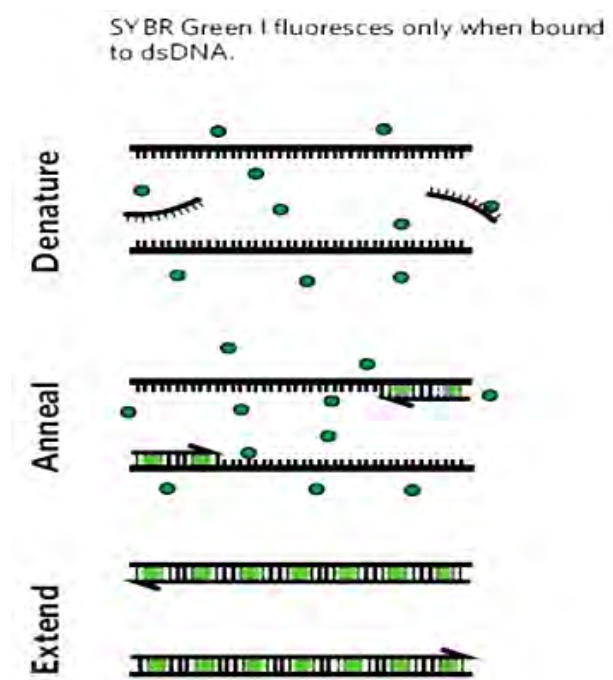 SYBR Green I fluoresces only when bound
to dsDNA.
Denature
Anneal
Extend